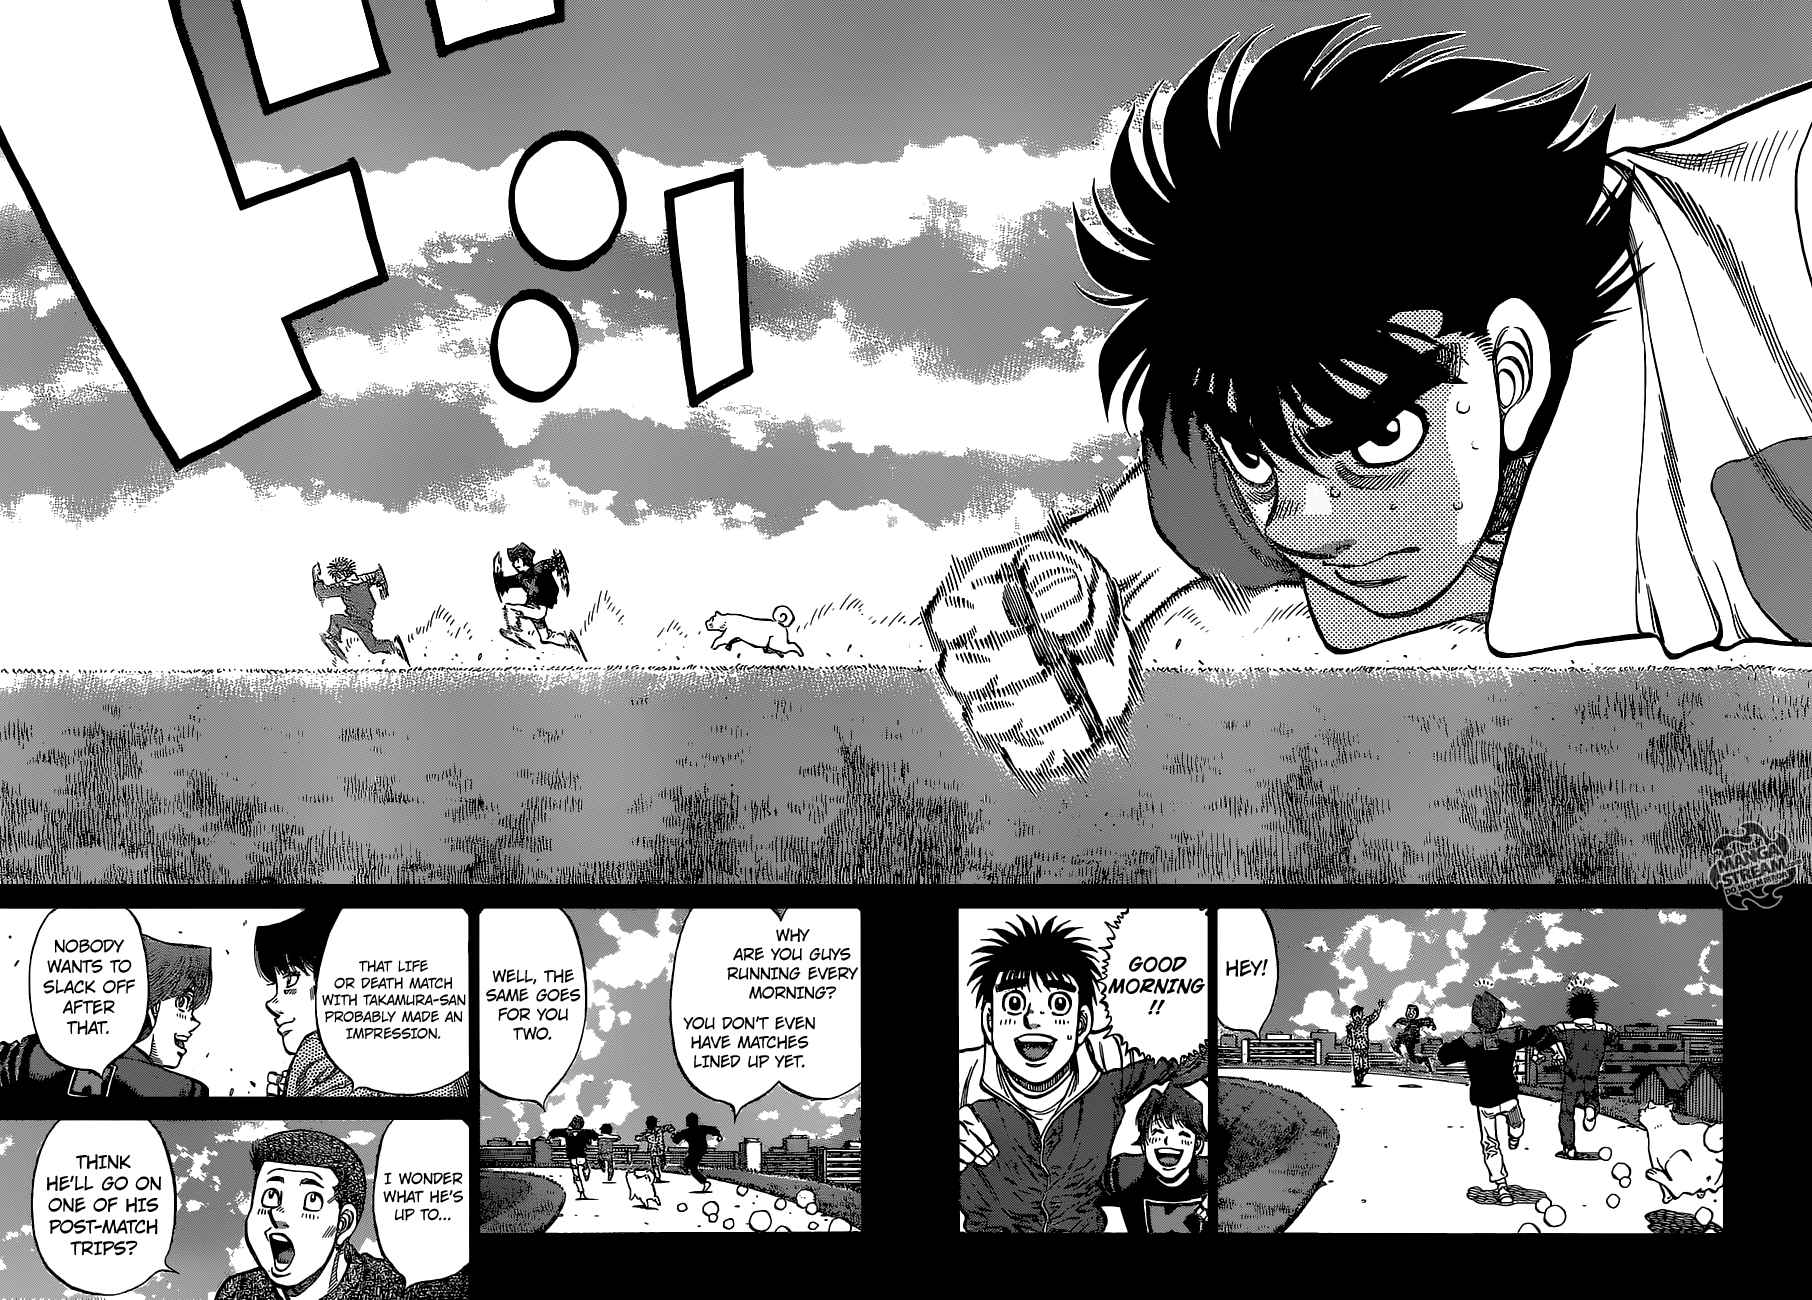 ド!!
HEY!
GOOD
MORNING
!!
WHY
ARE YOU GUYS
RUNNING EVERY
MORNING?
YOU DON'T EVEN
HAVE MATCHES
LINED UP YET.
WELL, THE
SAME GOES
FOR YOU
TWO.
THAT LIFE
OR DEATH MATCH
WITH TAKAMURA-SAN
PROBABLY MADE AN
IMPRESSION.
NOBODY
WANTS TO
SLACK OFF
AFTER
THAT.
I WONDER
WHAT HE'S
UP TO...
THINK
HE'LL GO ON
ONE OF HIS
POST-MATCH
TRIPS?
K
MANGA
STREAM